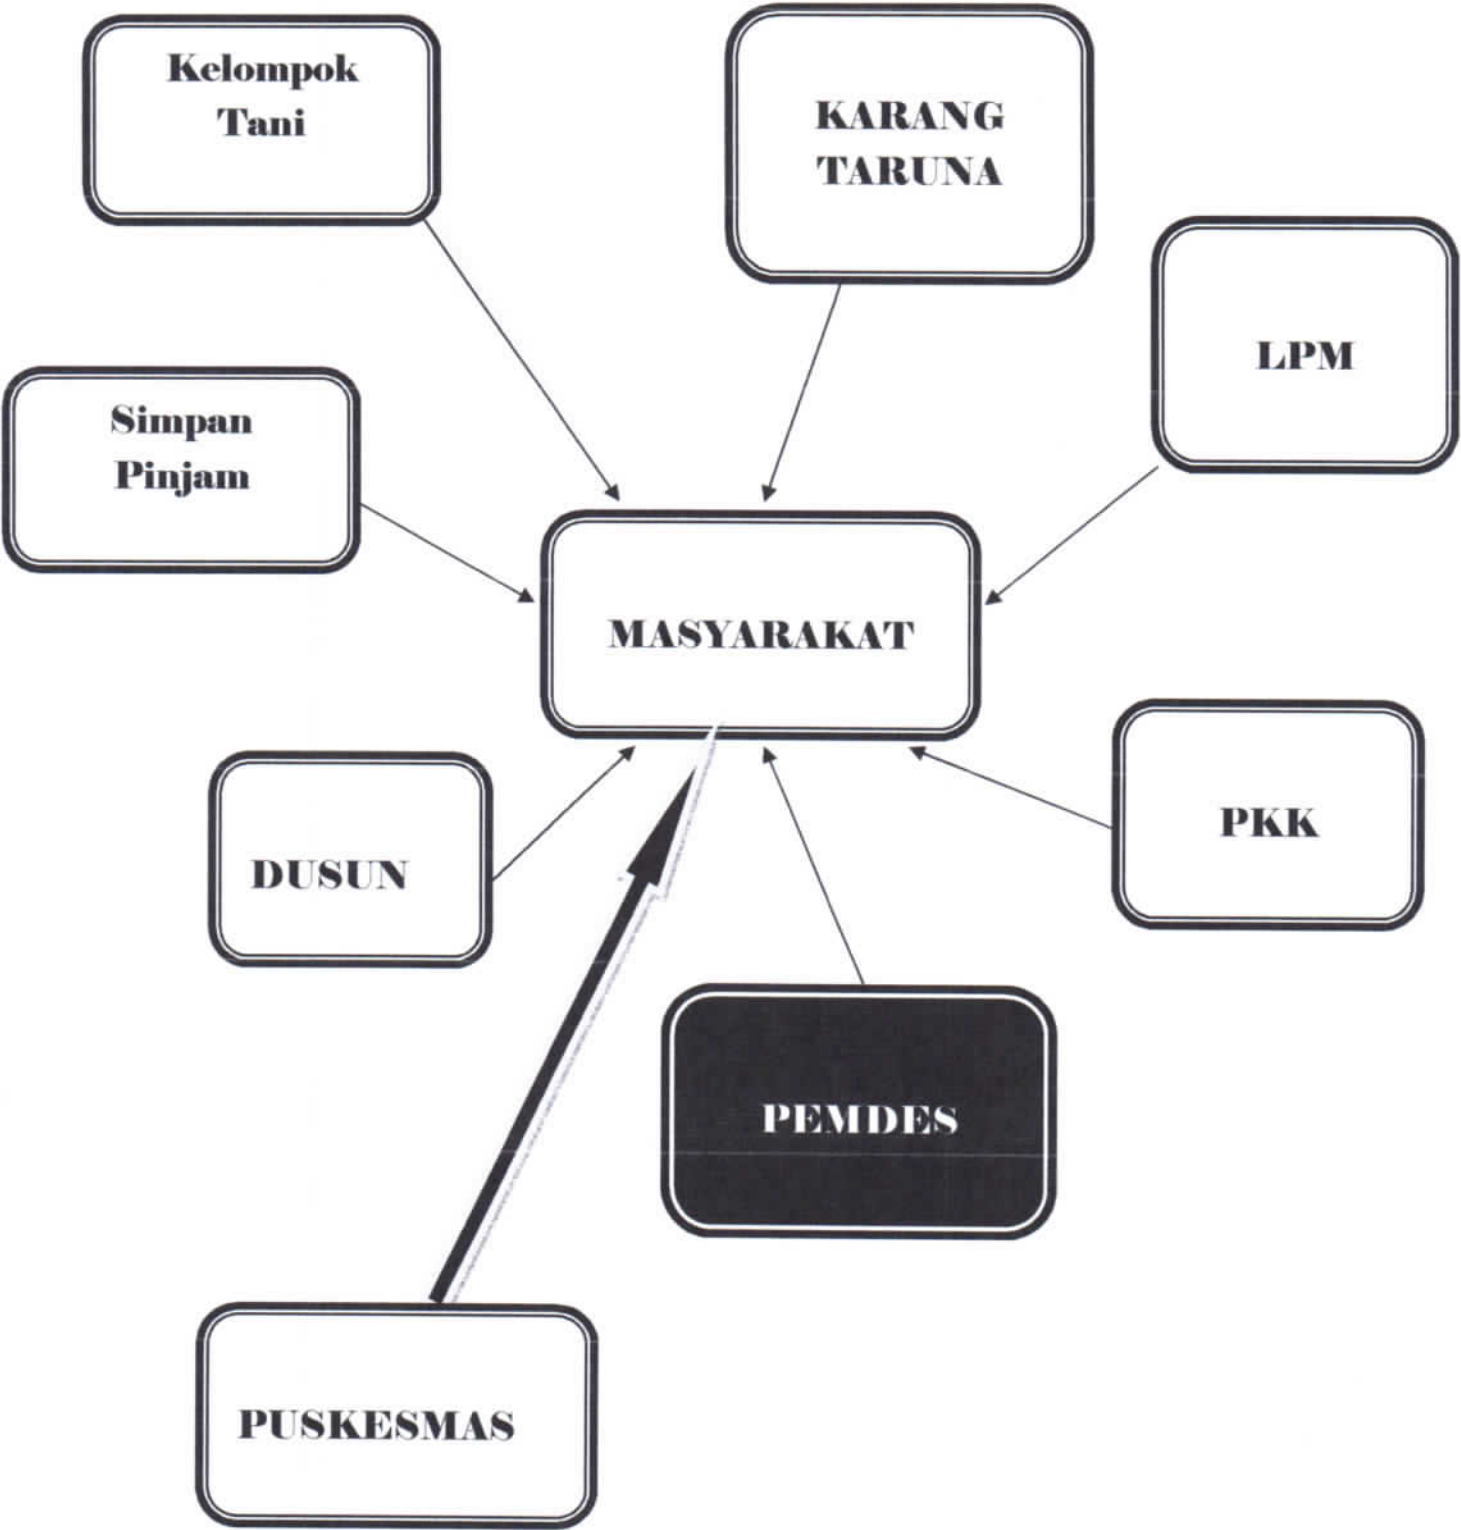 Kelompok
Tani
KARANG
TARUNA
LPM
Simpan
Pinjam
MASYARAKAT
PKK
DUSUN
PEMDES
PUSKESMAS